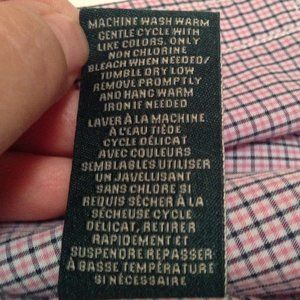 MACHINE WASH WARM
GENTLE CYCLE WITH
LIKE COLORS. ONLY
NON CHLORINE
BLEACH WHEN NEEDED/
TUMBLE DRY LOW
REMOVE PROMPTLY
AND HANG WARM
IRON IF NEEDED
LAVER À LA MACHINE
À L'EAU TIÈDE
CYCLE DÉLICAT
AVEC COULEURS
SEMBLABLES UTILISER
UN JAVELLISANT
SANS CHLORE SI
REQUIS SÈCHER À LA
SÉCHEUSE CYCLE
DÉLICAT, RETIRER
RAPIDEMENT ET
SUSPENDRE REPASSER
À BASSE TEMPÉRATURE
SI NÉCESSAIRE